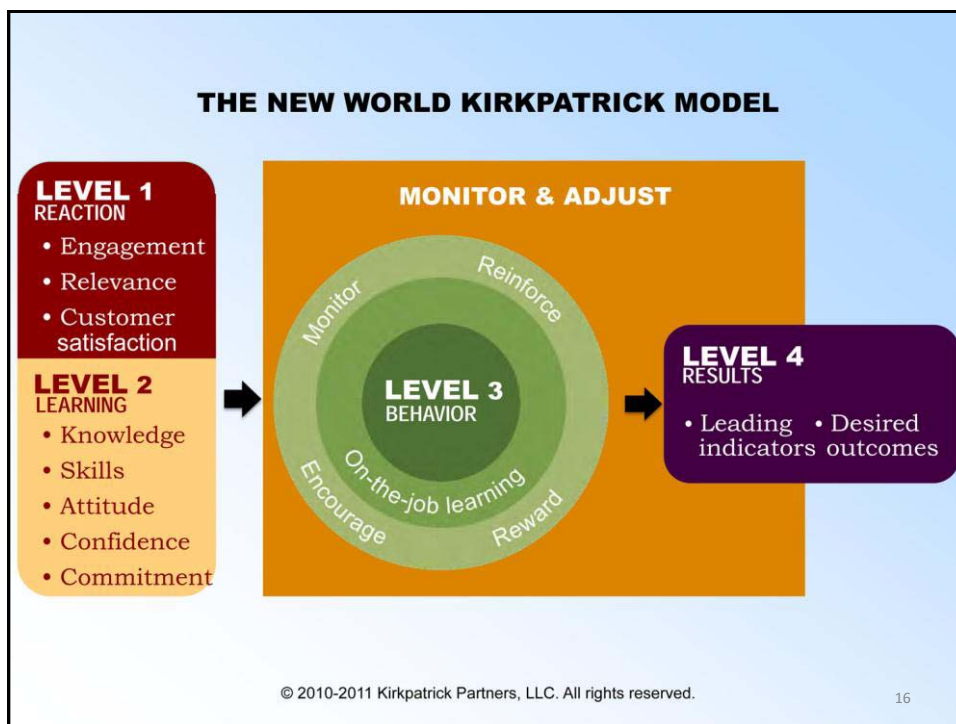 THE NEW WORLD KIRKPATRICK MODEL
LEVEL 1
REACTION
• Engagement
• Relevance
• Customer
satisfaction
LEVEL 2
LEARNING
• Knowledge
• Skills
• Attitude
• Confidence
• Commitment
MONITOR & ADJUST
Monitor
Reinforce
LEVEL 3
BEHAVIOR
On-the-job learning
Encourage
Reward
LEVEL 4
RESULTS
• Leading • Desired
indicators outcomes
© 2010-2011 Kirkpatrick Partners, LLC. All rights reserved.
16